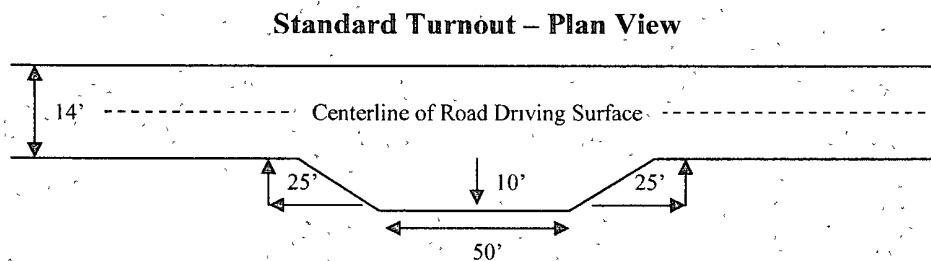 Standard Turnout – Plan View
14' Centerline of Road Driving Surface
25' 10' 25'
50'